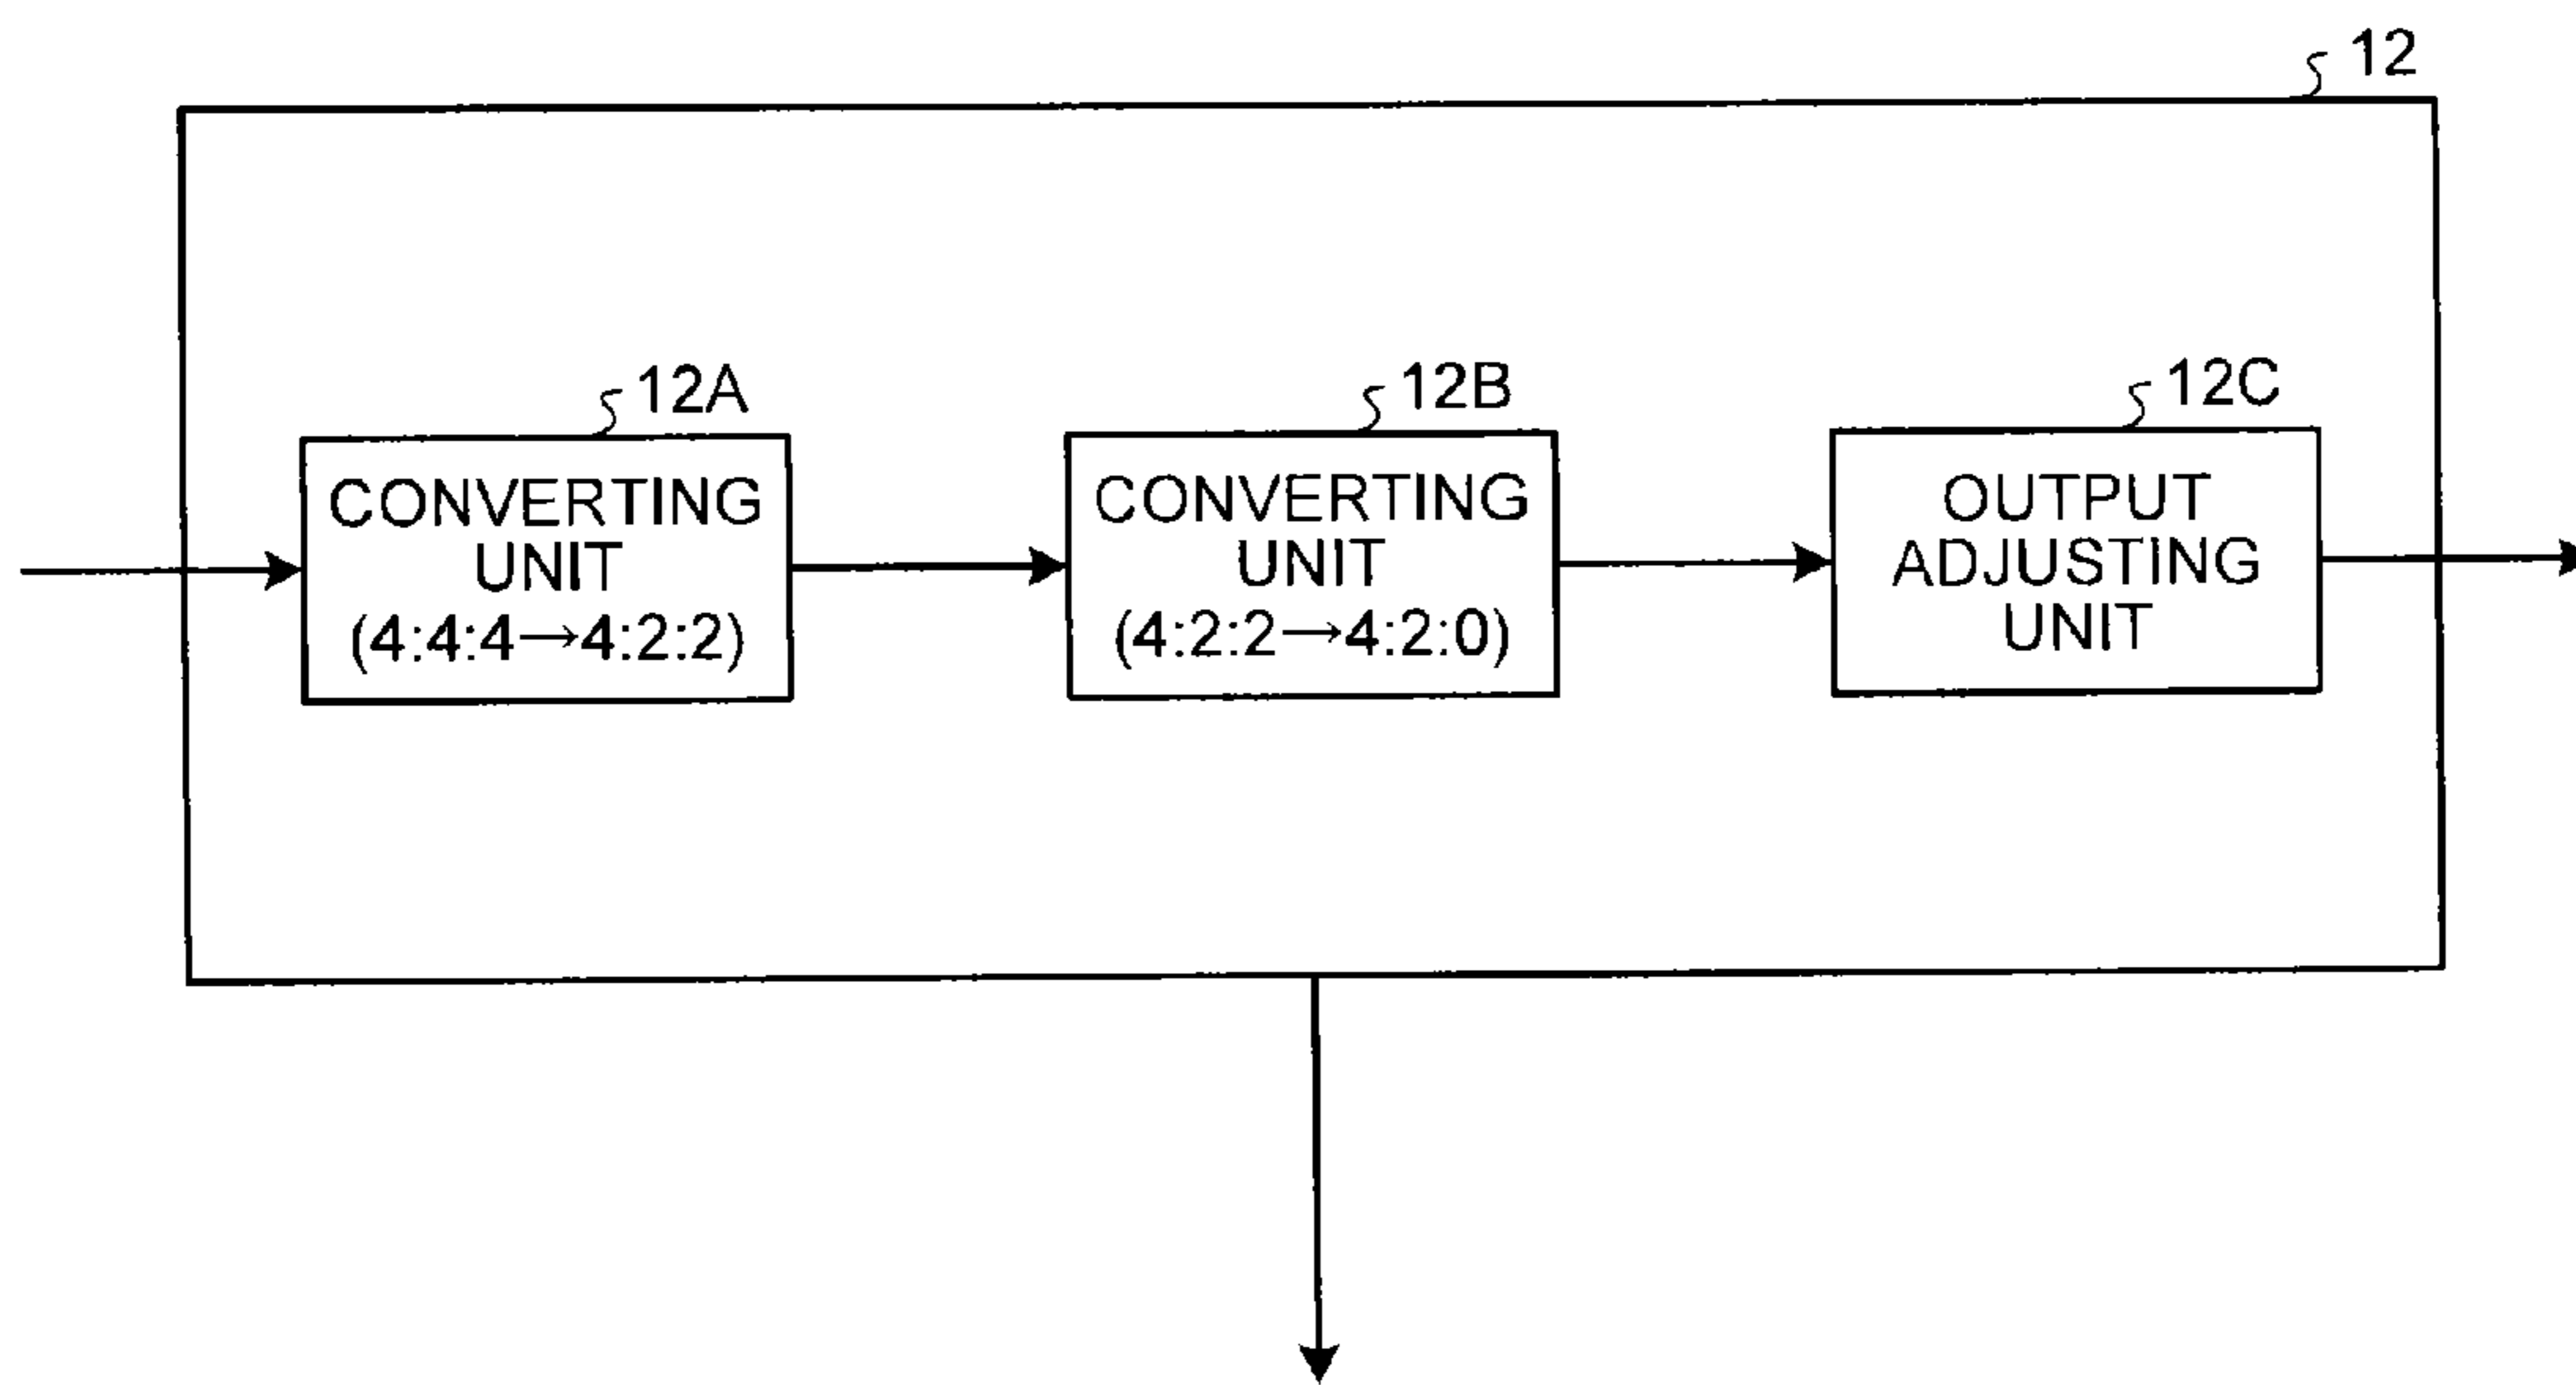 12
12A
CONVERTING
UNIT
(4:4:4→4:2:2)
12B
CONVERTING
UNIT
(4:2:2→4:2:0)
12C
OUTPUT
ADJUSTING
UNIT